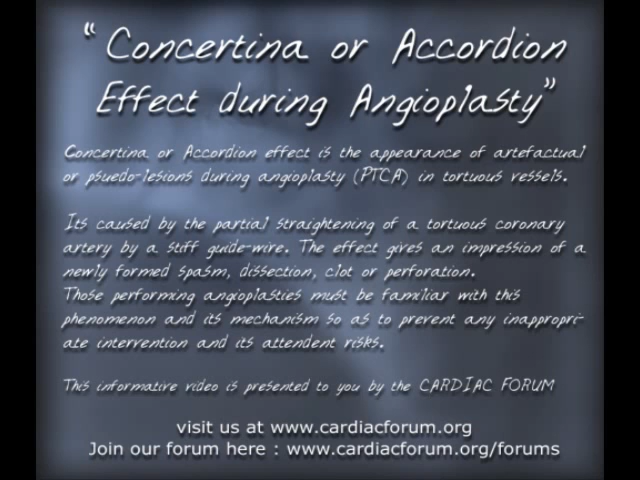 “Concertina or Accordion
Effect during Angioplasty”
Concertina or Accordion effect is the appearance of artefactual
or psuedo-lesions during angioplasty (PTCA) in tortuous vessels.
Its caused by the partial straightening of a tortuous coronary
artery by a stiff guide-wire. The effect gives an impression of a
newly formed spasm, dissection, clot or perforation.
Those performing angioplasties must be familiar with this
phenomenon and its mechanism so as to prevent any inappropri-
ate intervention and its attendent risks.
This informative video is presented to you by the CARDIAC FORUM
visit us at www.cardiacforum.org
Join our forum here : www.cardiacforum.org/forums